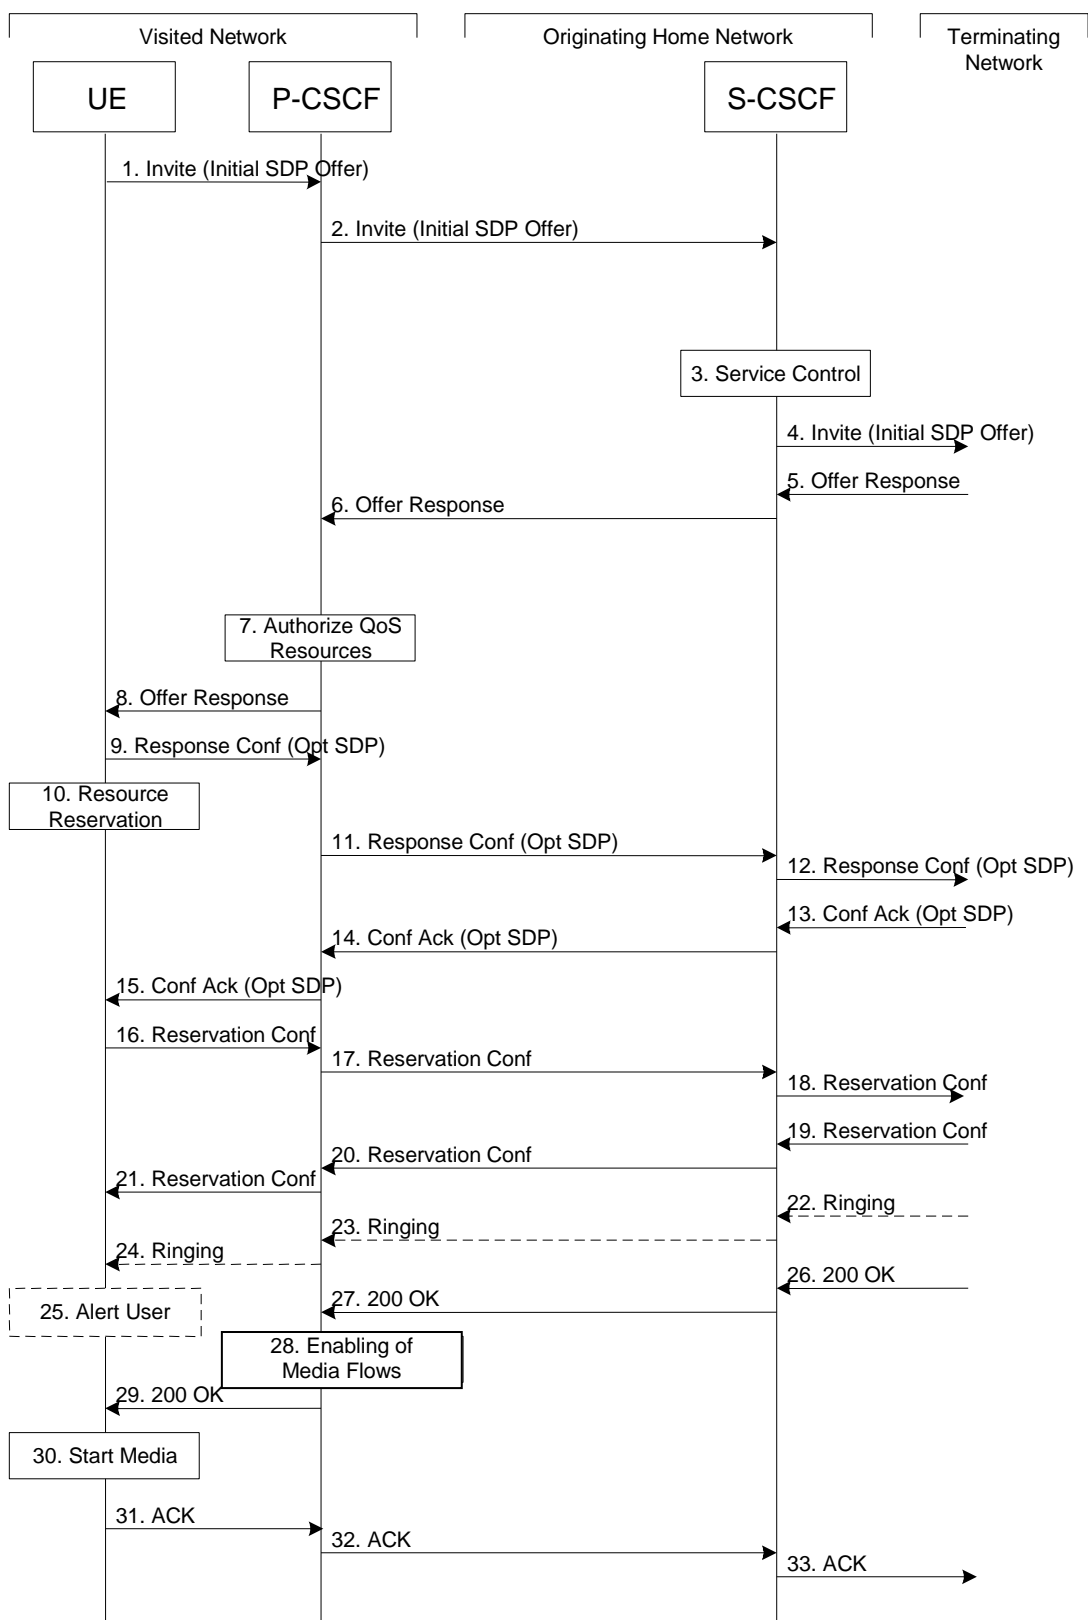 Visited Network
Originating Home Network
Terminating
Network
UE
P-CSCF
S-CSCF
1. Invite (Initial SDP Offer)
2. Invite (Initial SDP Offer)
3. Service Control
4. Invite (Initial SDP Offer)
5. Offer Response
6. Offer Response
7. Authorize QoS
Resources
8. Offer Response
9. Response Conf (Opt SDP)
10. Resource
Reservation
11. Response Conf (Opt SDP)
12. Response Conf (Opt SDP)
13. Conf Ack (Opt SDP)
14. Conf Ack (Opt SDP)
15. Conf Ack (Opt SDP)
16. Reservation Conf
17. Reservation Conf
18. Reservation Conf
19. Reservation Conf
20. Reservation Conf
21. Reservation Conf
22. Ringing
23. Ringing
24. Ringing
25. Alert User
26. 200 OK
27. 200 OK
28. Enabling of
Media Flows
29. 200 OK
30. Start Media
31. ACK
32. ACK
33. ACK